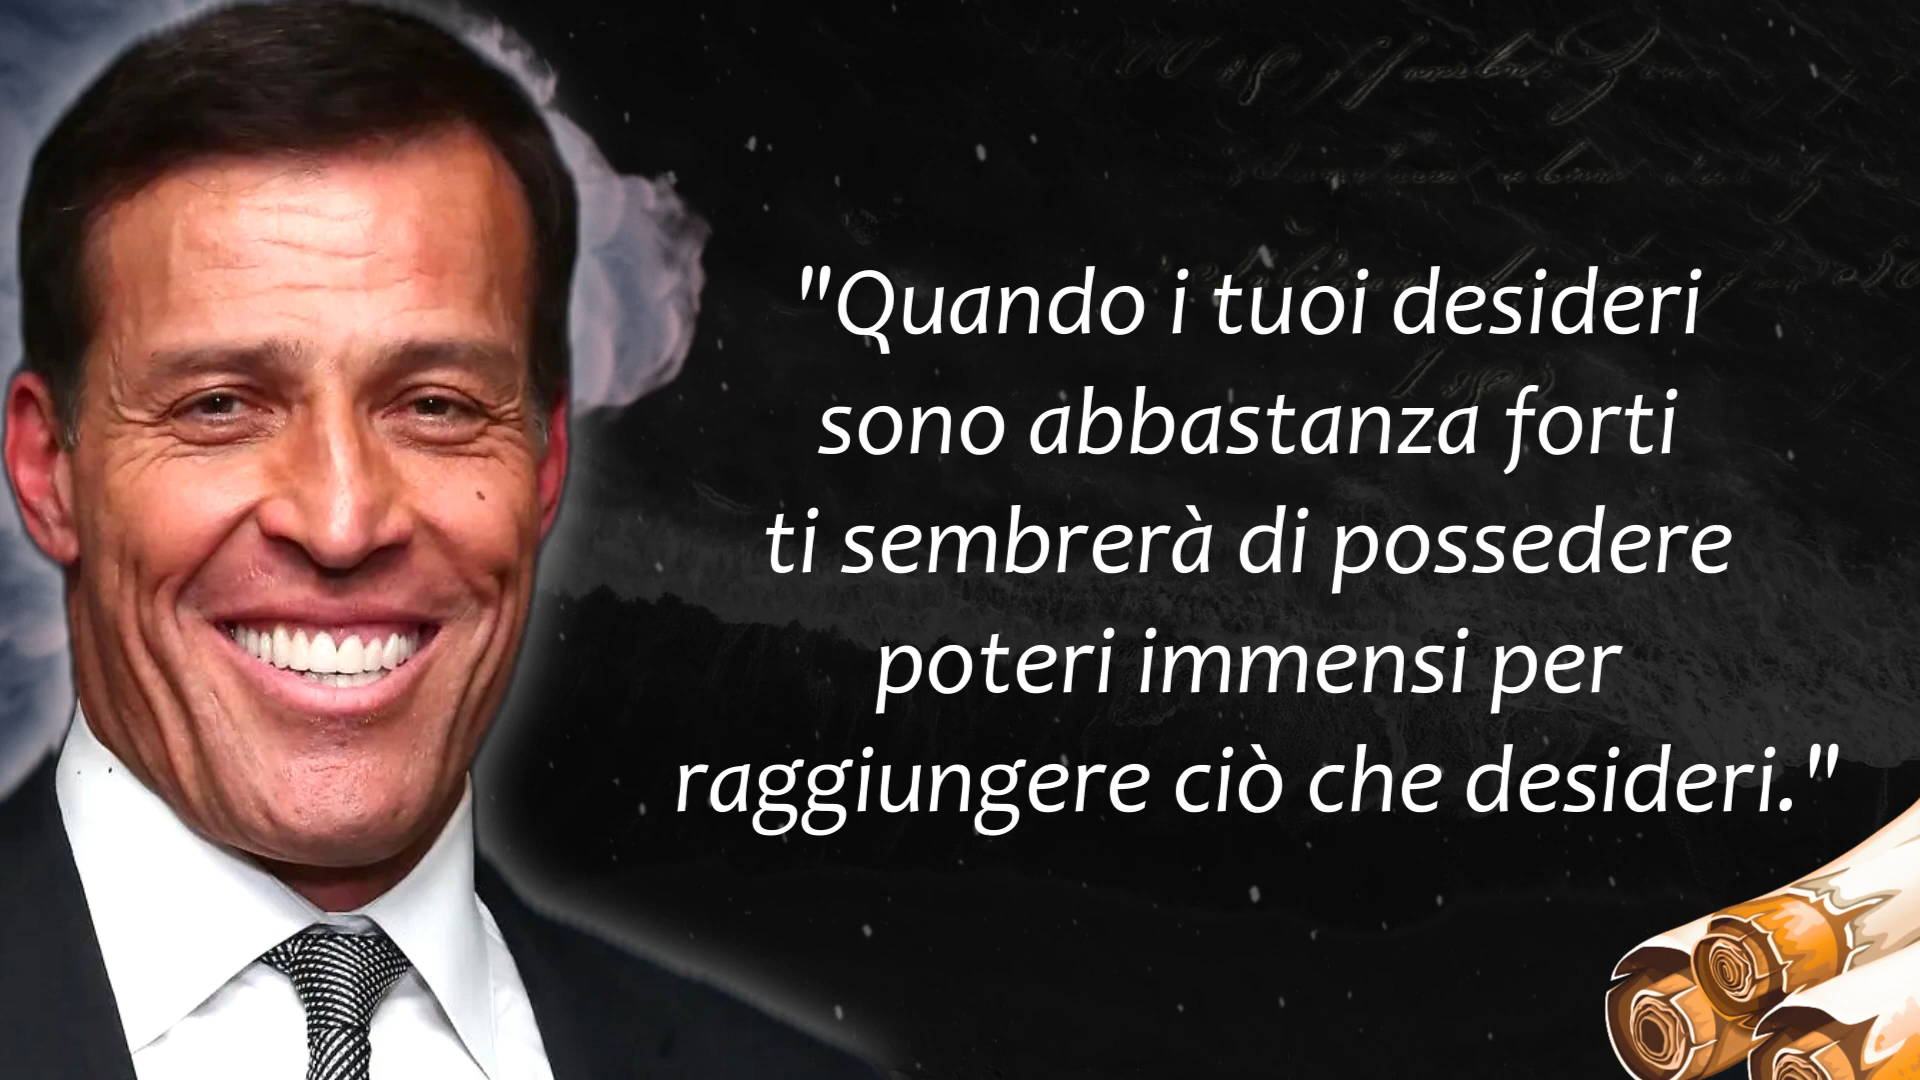 "Quando i tuoi desideri
sono abbastanza forti
ti sembrerà di possedere
poteri immensi per
raggiungere ciò che desideri."